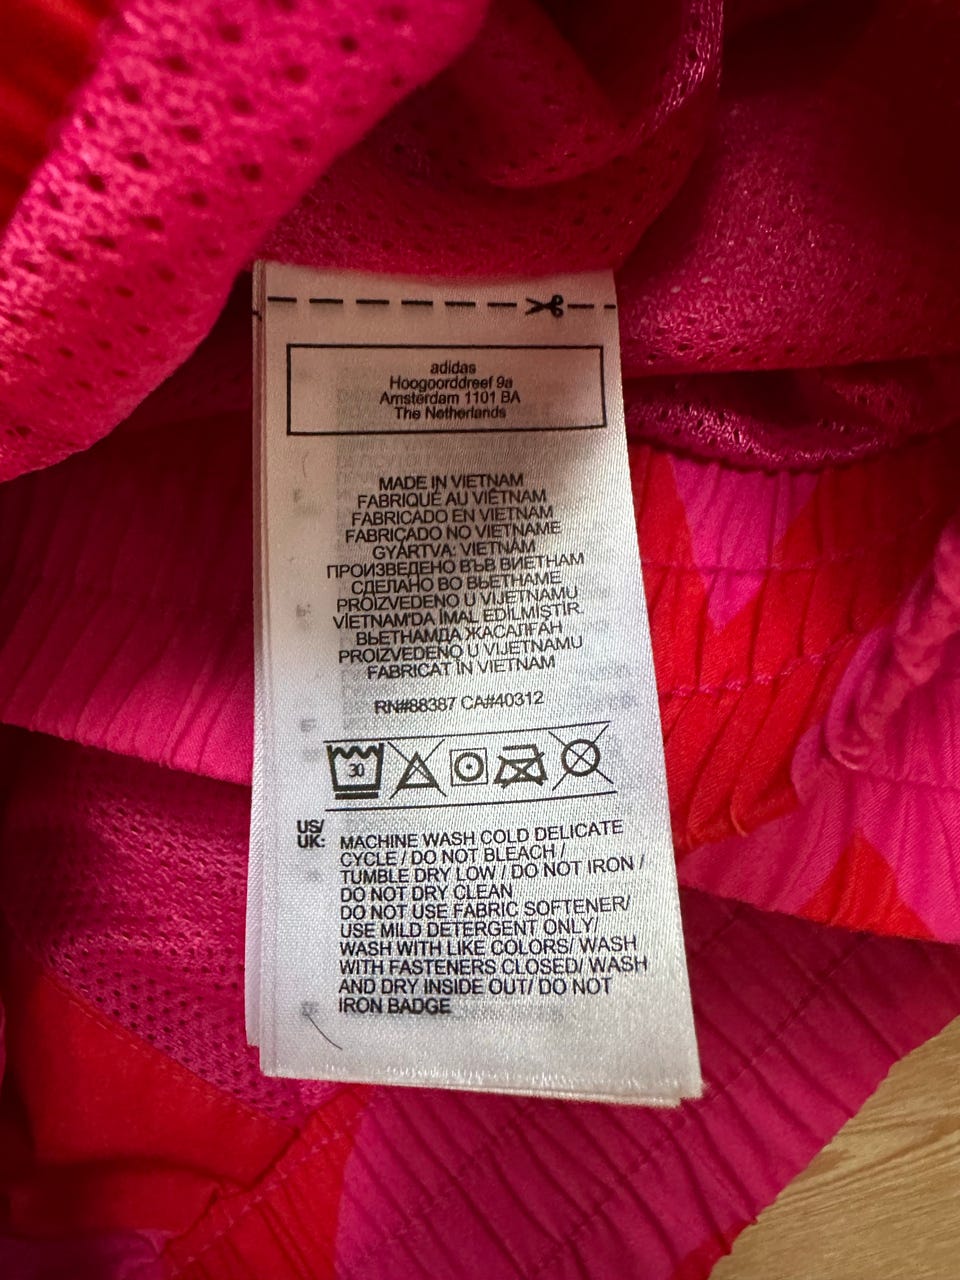 adidas
Hoogoorddreef 9a
Amsterdam 1101 BA
The Netherlands
MADE IN VIETNAM
FABRIQUÉ AU VIÊTNAM
FABRICADO EN VIETNAM
FABRICADO NO VIETNAME
GYÁRTVA: VIETNÁM
ПРОИЗВЕДЕНО ВЪВ ВИЕТНАМ
СДЕЛАНО ВО ВЬЕТНАМЕ
PROIZVEDENO U VIJETNAMU
VİETNAM'DA İMAL EDİLMİŞTİR.
ВЬЕТНАМДА ЖАСАЛҒАН
PROIZVEDENO U VIJETNAMU
FABRICAT ÎN VIETNAM
RN#88387 CA#40312
30
US/
UK:
MACHINE WASH COLD DELICATE
CYCLE / DO NOT BLEACH /
TUMBLE DRY LOW / DO NOT IRON /
DO NOT DRY CLEAN
DO NOT USE FABRIC SOFTENER/
USE MILD DETERGENT ONLY/
WASH WITH LIKE COLORS/ WASH
WITH FASTENERS CLOSED/ WASH
AND DRY INSIDE OUT/ DO NOT
IRON BADGE